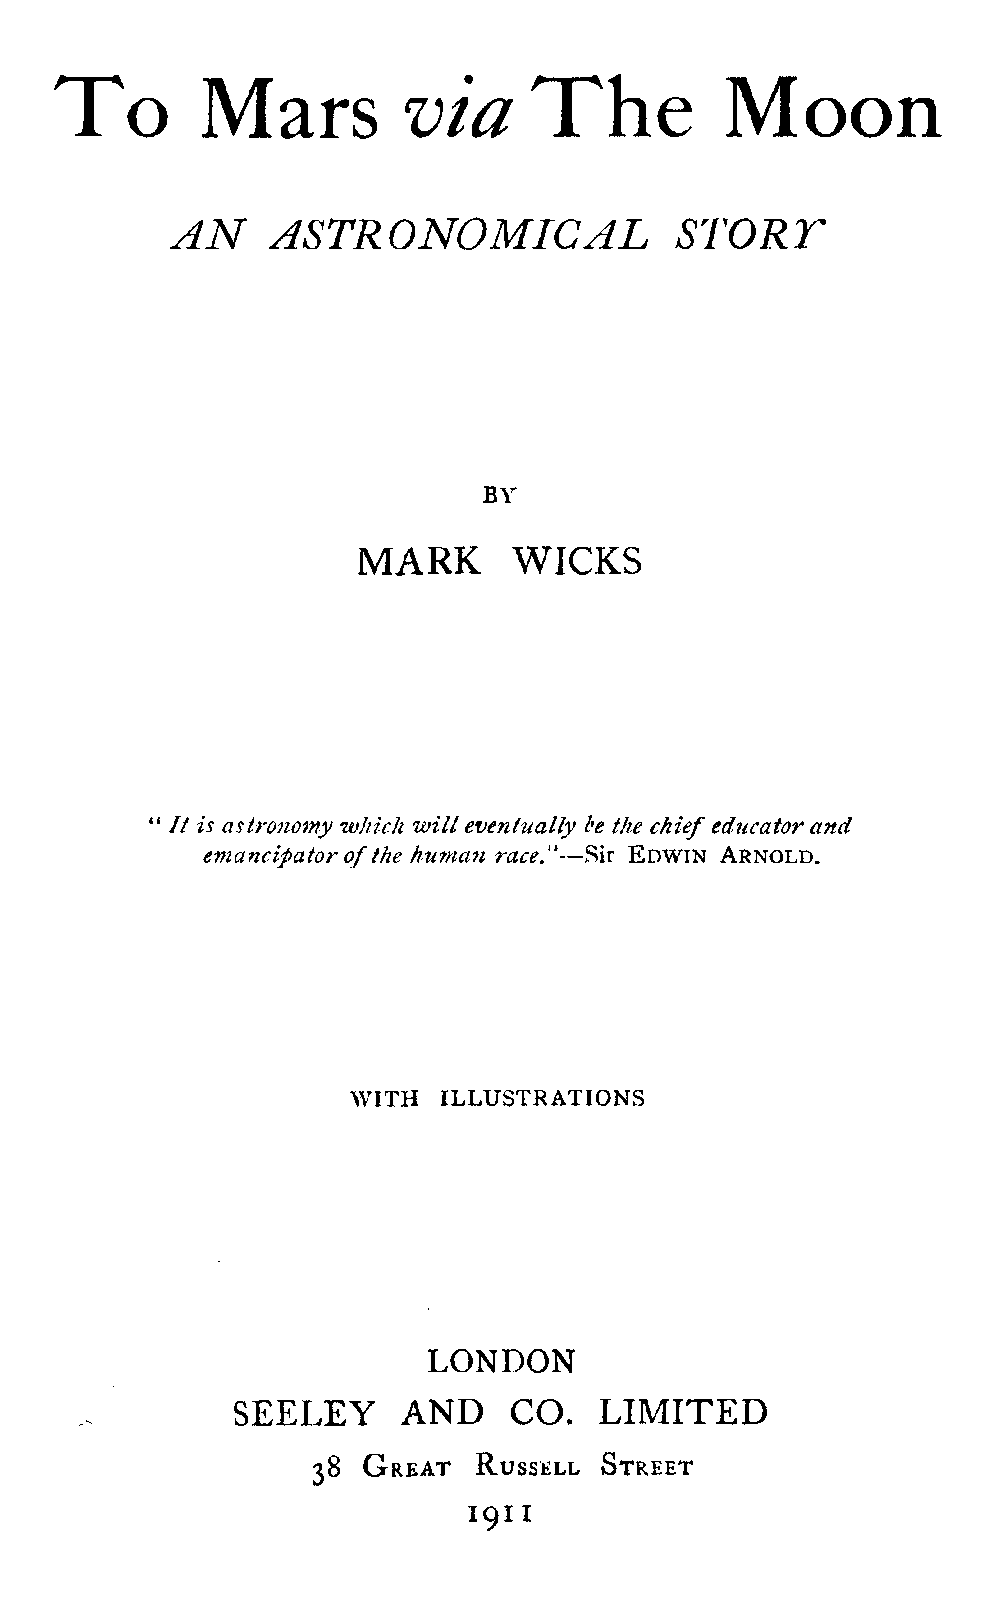 To Mars via The Moon
AN ASTRONOMICAL STORY
BY
MARK WICKS
“ It is astronomy which will eventually be the chief educator and
emancipator of the human race.”—Sir EDWIN ARNOLD.
WITH ILLUSTRATIONS
LONDON
SEELEY AND CO. LIMITED
38 GREAT RUSSELL STREET
1911